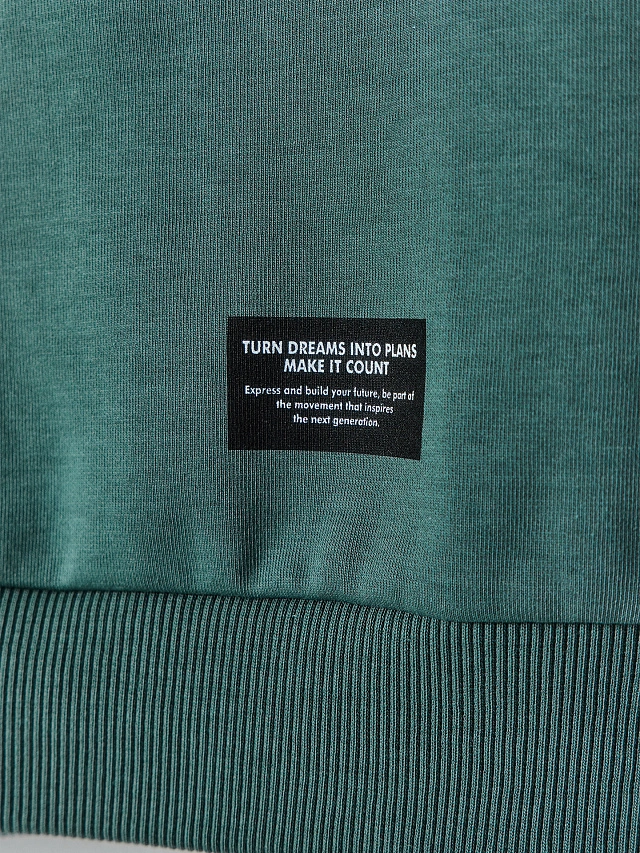 TURN DREAMS INTO PLANS
MAKE IT COUNT
Express and build your future, be part of
the movement that inspires
the next generation.